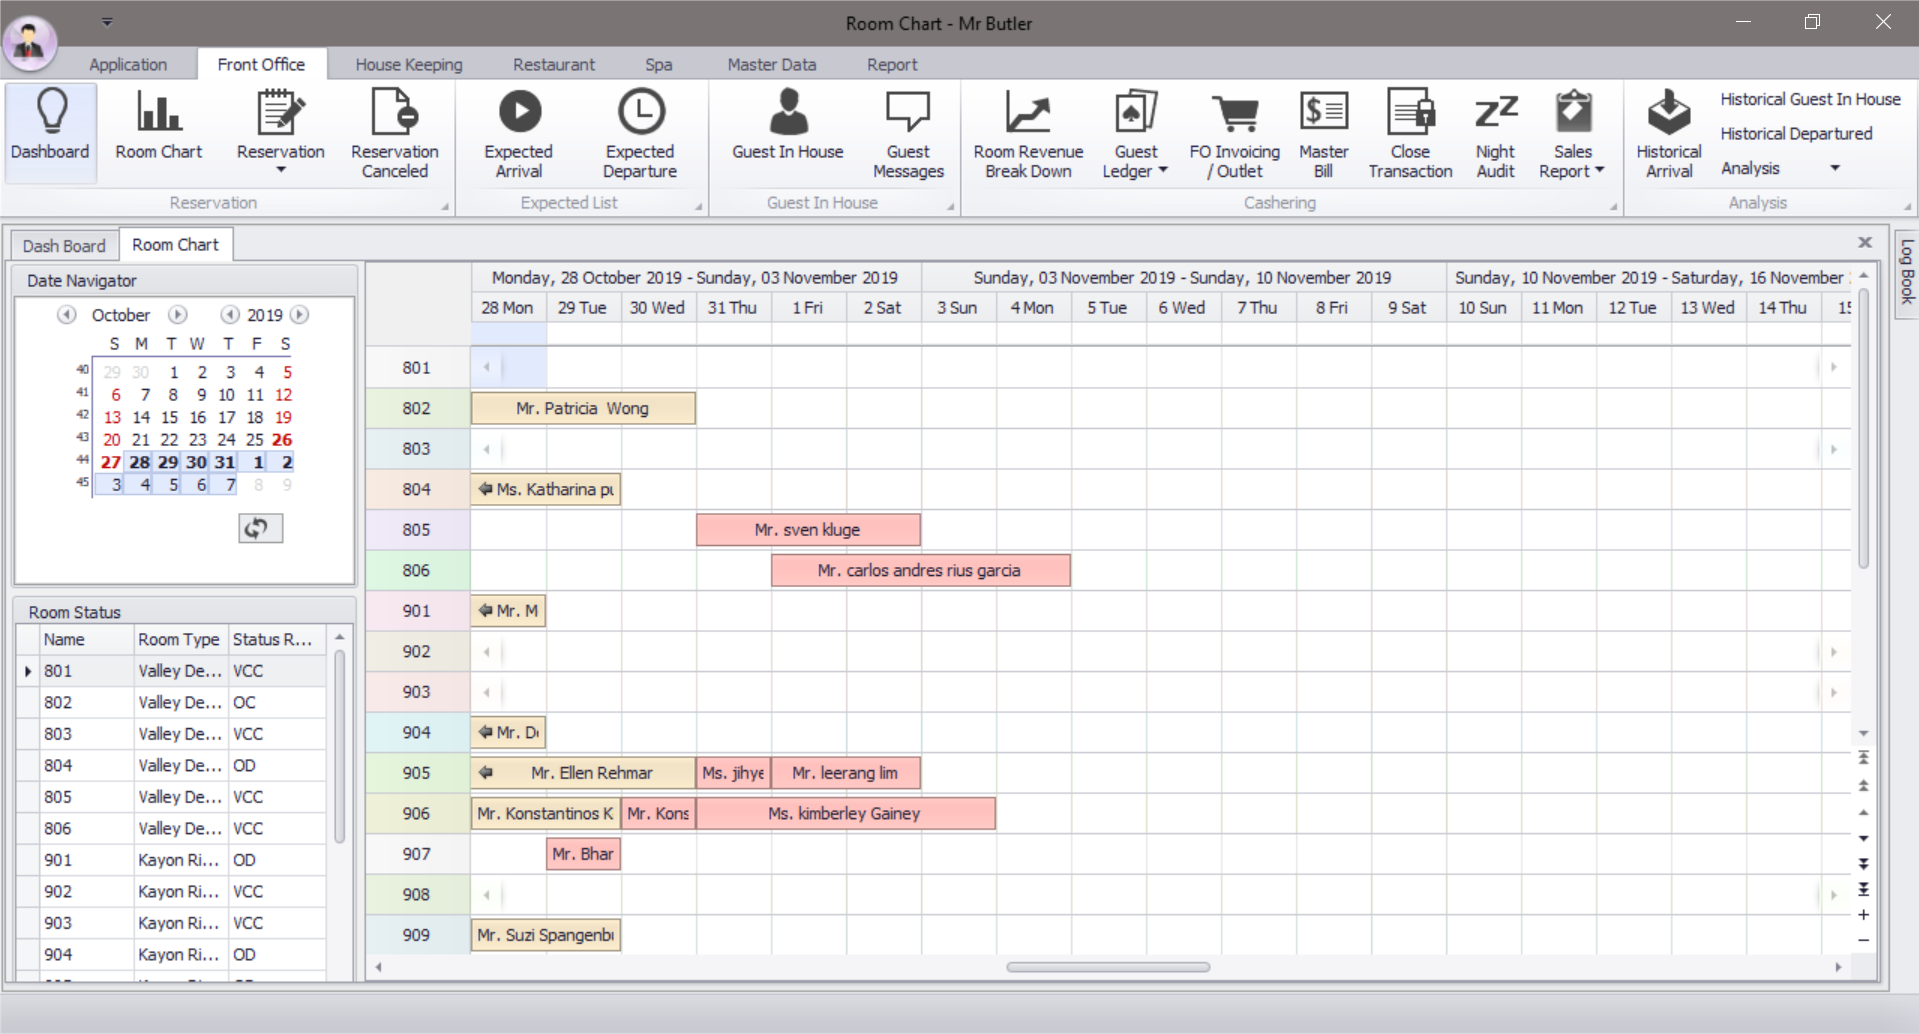 Room Chart - Mr Butler
Application Front Office House Keeping Restaurant Spa Master Data Report
Dashboard
Room Chart
Reservation
Reservation Canceled
Reservation
Expected Arrival
Expected Departure
Expected List
Guest In House
Guest Messages
Guest In House
Room Revenue Break Down
Guest Ledger
FO Invoicing / Outlet
Master Bill
Close Transaction
Night Audit
Sales Report
Cashering
Historical Arrival
Historical Guest In House
Historical Departured
Analysis
Analysis
Dash Board Room Chart
Log Book
Date Navigator
October 2019
S M T W T F S
40 29 30 1 2 3 4 5
41 6 7 8 9 10 11 12
42 13 14 15 16 17 18 19
43 20 21 22 23 24 25 26
44 27 28 29 30 31 1 2
45 3 4 5 6 7 8 9
Room Status
Name Room Type Status R...
801 Valley De... VCC
802 Valley De... OC
803 Valley De... VCC
804 Valley De... OD
805 Valley De... VCC
806 Valley De... VCC
901 Kayon Ri... OD
902 Kayon Ri... VCC
903 Kayon Ri... VCC
904 Kayon Ri... OD
Monday, 28 October 2019 - Sunday, 03 November 2019 Sunday, 03 November 2019 - Sunday, 10 November 2019 Sunday, 10 November 2019 - Saturday, 16 November
28 Mon 29 Tue 30 Wed 31 Thu 1 Fri 2 Sat 3 Sun 4 Mon 5 Tue 6 Wed 7 Thu 8 Fri 9 Sat 10 Sun 11 Mon 12 Tue 13 Wed 14 Thu 15
801
802 Mr. Patricia Wong
803
804 Ms. Katharina pu
805 Mr. sven kluge
806 Mr. carlos andres rius garcia
901 Mr. M
902
903
904 Mr. De
905 Mr. Ellen Rehmar Ms. jihye Mr. leerang lim
906 Mr. Konstantinos K Mr. Kons Ms. kimberley Gainey
907 Mr. Bhar
908
909 Mr. Suzi Spangenb